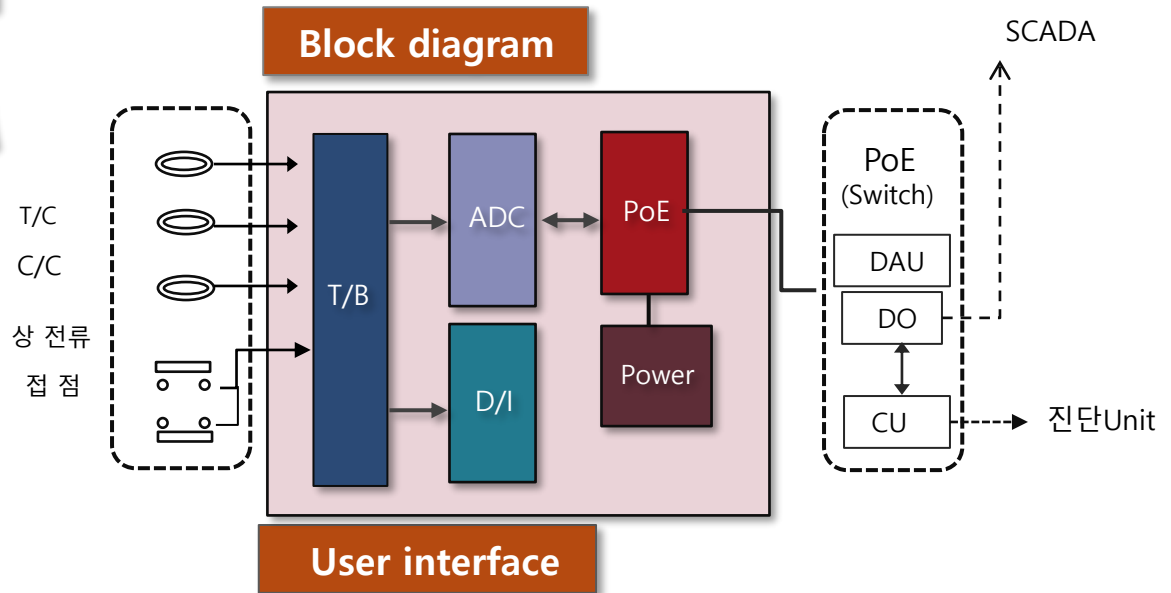 Block diagram
SCADA
T/C
C/C
상 전류
접 점
T/B
ADC
D/I
PoE
Power
PoE
(Switch)
DAU
DO
CU
진단Unit
User interface